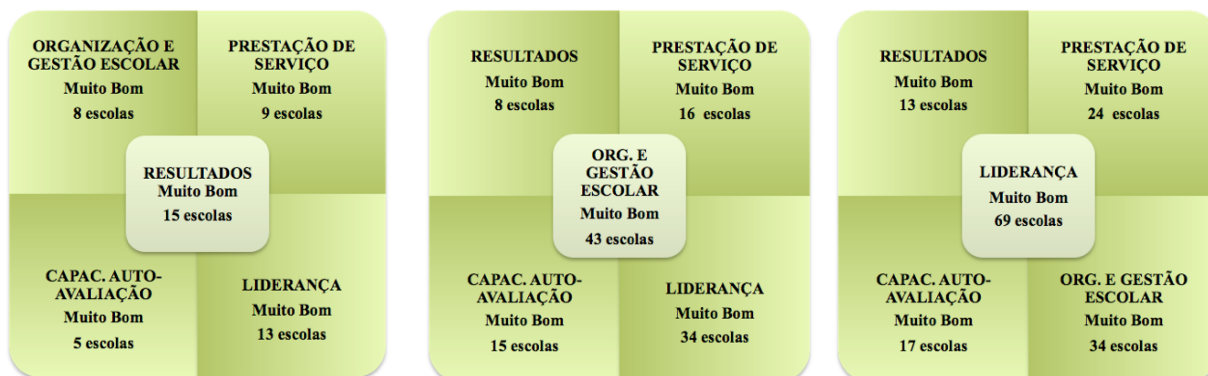 ORGANIZAÇÃO E
GESTÃO ESCOLAR
Muito Bom
8 escolas
PRESTAÇÃO DE
SERVIÇO
Muito Bom
9 escolas
RESULTADOS
Muito Bom
15 escolas
CAPAC. AUTO-
AVALIAÇÃO
Muito Bom
5 escolas
LIDERANÇA
Muito Bom
13 escolas
RESULTADOS
Muito Bom
8 escolas
PRESTAÇÃO DE
SERVIÇO
Muito Bom
16 escolas
ORG. E
GESTÃO
ESCOLAR
Muito Bom
43 escolas
CAPAC. AUTO-
AVALIAÇÃO
Muito Bom
15 escolas
LIDERANÇA
Muito Bom
34 escolas
RESULTADOS
Muito Bom
13 escolas
PRESTAÇÃO DE
SERVIÇO
Muito Bom
24 escolas
LIDERANÇA
Muito Bom
69 escolas
CAPAC. AUTO-
AVALIAÇÃO
Muito Bom
17 escolas
ORG. E GESTÃO
ESCOLAR
Muito Bom
34 escolas